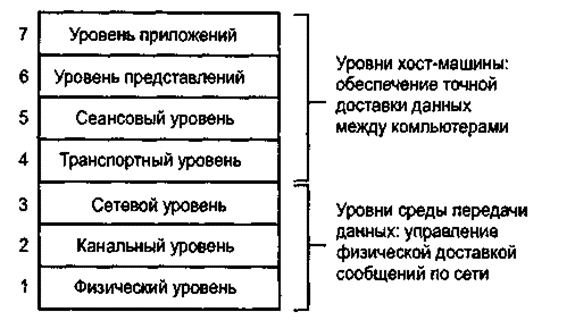 7 Уровень приложений
6 Уровень представлений
5 Сеансовый уровень
4 Транспортный уровень
3 Сетевой уровень
2 Канальный уровень
1 Физический уровень
Уровни хост-машины:
обеспечение точной
доставки данных
между компьютерами
Уровни среды передачи
данных: управление
физической доставкой
сообщений по сети